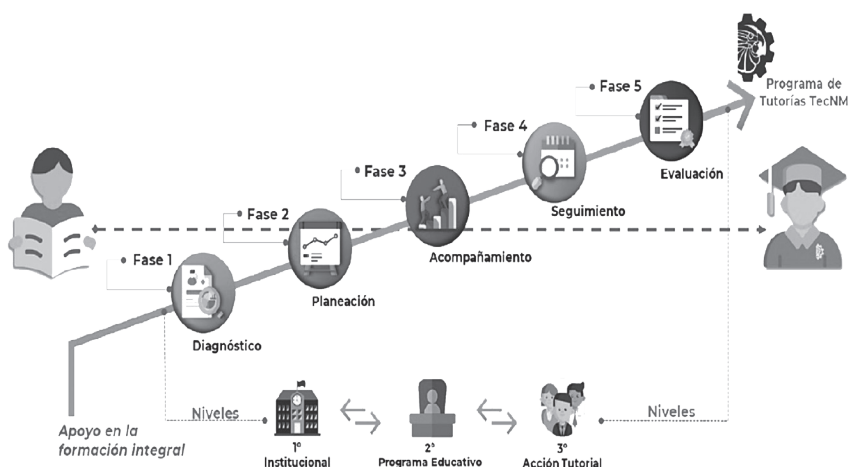 Programa de
Tutorías TecNM
Fase 5
Evaluación
Fase 4
Seguimiento
Fase 3
Acompañamiento
Fase 2
Planeación
Fase 1
Diagnóstico
Apoyo en la
formación integral
Niveles
1°
Institucional
2°
Programa Educativo
3°
Acción Tutorial
Niveles